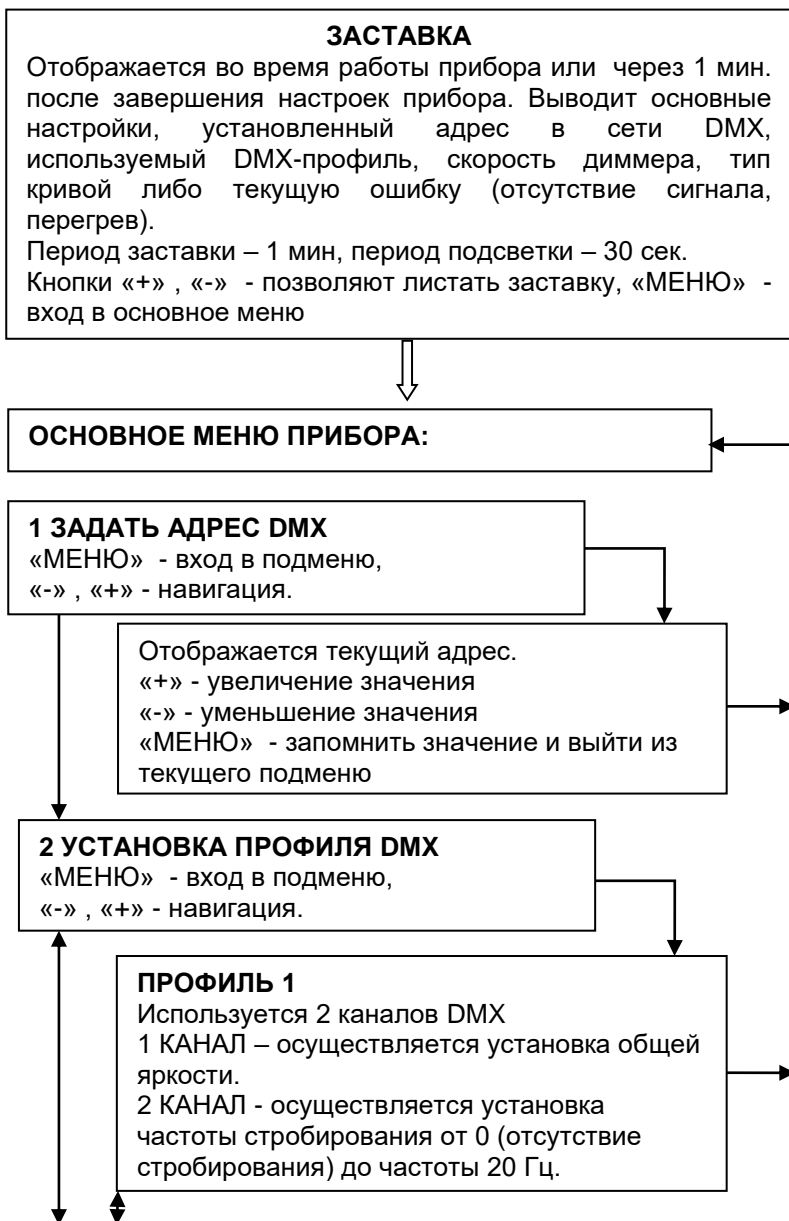 ЗАСТАВКА
Отображается во время работы прибора или через 1 мин.
после завершения настроек прибора. Выводит основные
настройки, установленный адрес в сети DMX,
используемый DMX-профиль, скорость диммера, тип
кривой либо текущую ошибку (отсутствие сигнала,
перегрев).
Период заставки – 1 мин, период подсветки – 30 сек.
Кнопки «+» , «-» - позволяют листать заставку, «МЕНЮ» -
вход в основное меню
ОСНОВНОЕ МЕНЮ ПРИБОРА:
1 ЗАДАТЬ АДРЕС DMX
«МЕНЮ» - вход в подменю,
«-» , «+» - навигация.
Отображается текущий адрес.
«+» - увеличение значения
«-» - уменьшение значения
«МЕНЮ» - запомнить значение и выйти из
текущего подменю
2 УСТАНОВКА ПРОФИЛЯ DMX
«МЕНЮ» - вход в подменю,
«-» , «+» - навигация.
ПРОФИЛЬ 1
Используется 2 каналов DMX
1 КАНАЛ – осуществляется установка общей
яркости.
2 КАНАЛ - осуществляется установка
частоты стробирования от 0 (отсутствие
стробирования) до частоты 20 Гц.